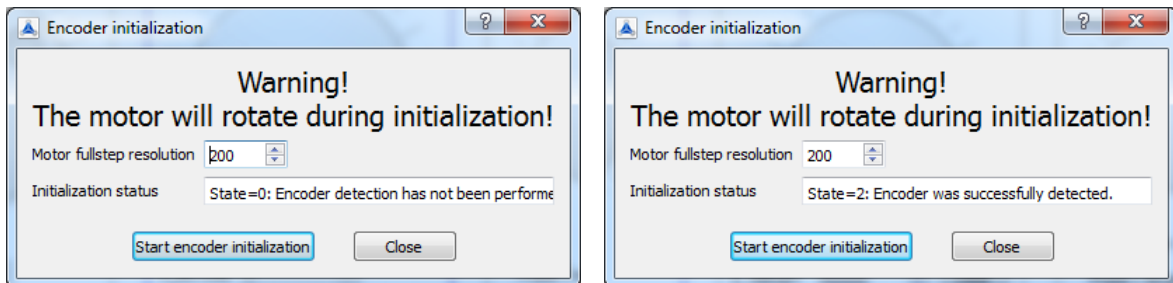 Encoder initialization
Warning!
The motor will rotate during initialization!
Motor fullstep resolution 200
Initialization status State=0: Encoder detection has not been performe
Start encoder initialization Close
Encoder initialization
Warning!
The motor will rotate during initialization!
Motor fullstep resolution 200
Initialization status State=2: Encoder was successfully detected.
Start encoder initialization Close